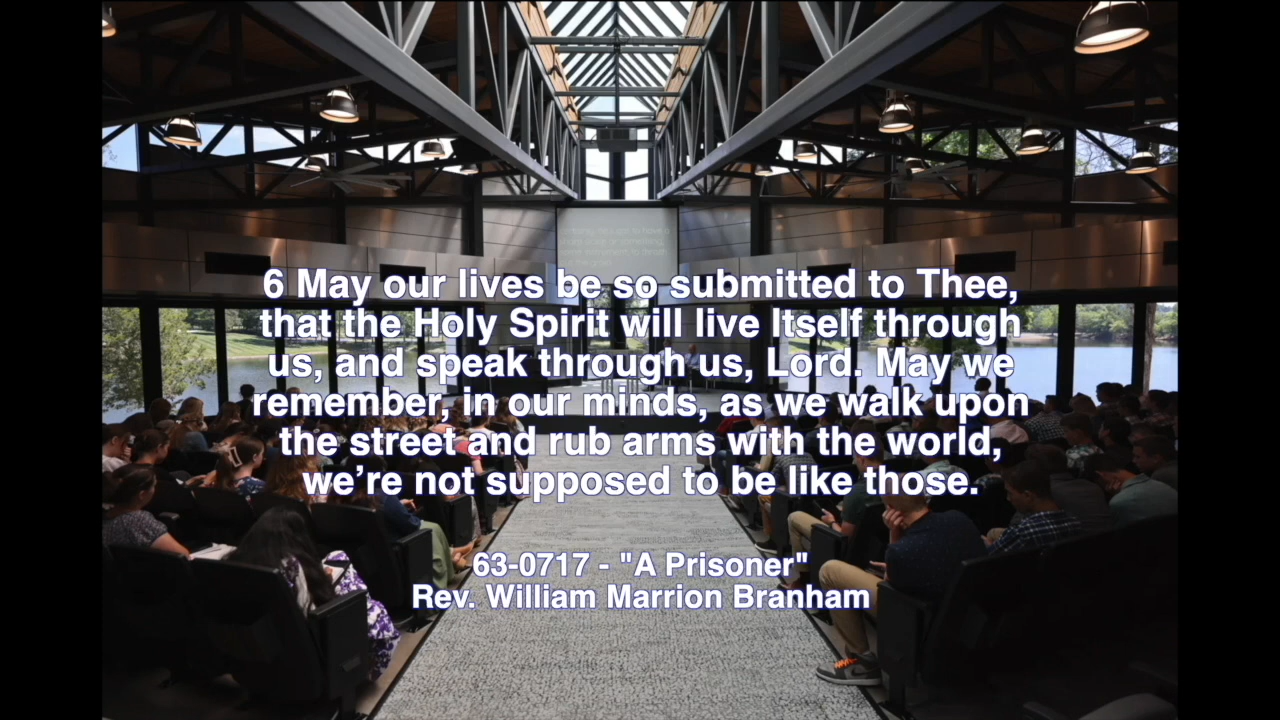 6 May our lives be so submitted to Thee,
that the Holy Spirit will live Itself through
us, and speak through us, Lord. May we
remember, in our minds, as we walk upon
the street and rub arms with the world,
we’re not supposed to be like those.
63-0717 - "A Prisoner"
Rev. William Marrion Branham